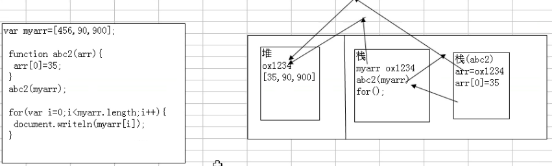 var myarr=[456,90,900];
function abc2(arr){
arr[0]=35;
}
abc2(myarr);
for(var i=0;i<myarr.length;i++){
document.writeln(myarr[i]);
}
堆
ox1234
[35,90,900]
栈
myarr ox1234
abc2(myarr)
for();
栈(abc2)
arr=ox1234
arr[0]=35